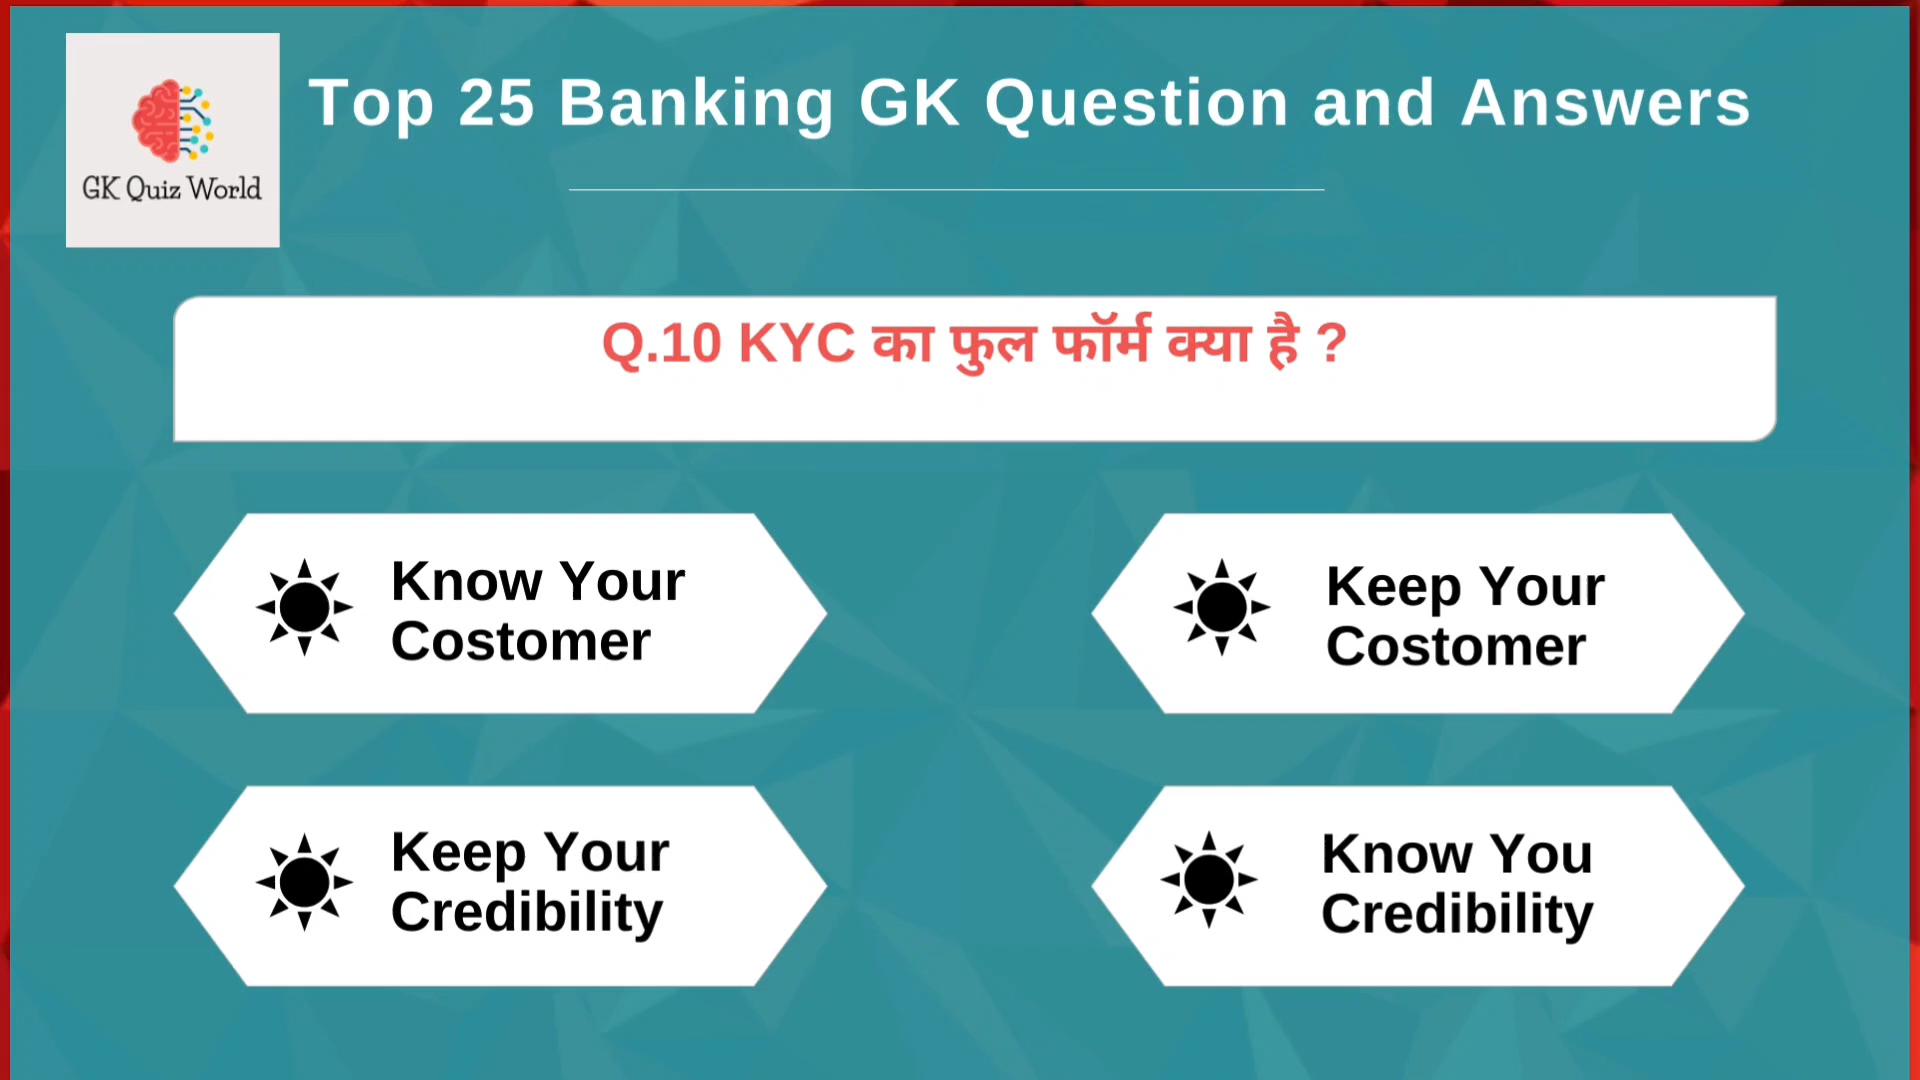 GK Quiz World
Top 25 Banking GK Question and Answers
Q.10 KYC का फुल फॉर्म क्या है ?
Know Your
Costomer
Keep Your
Costomer
Keep Your
Credibility
Know You
Credibility